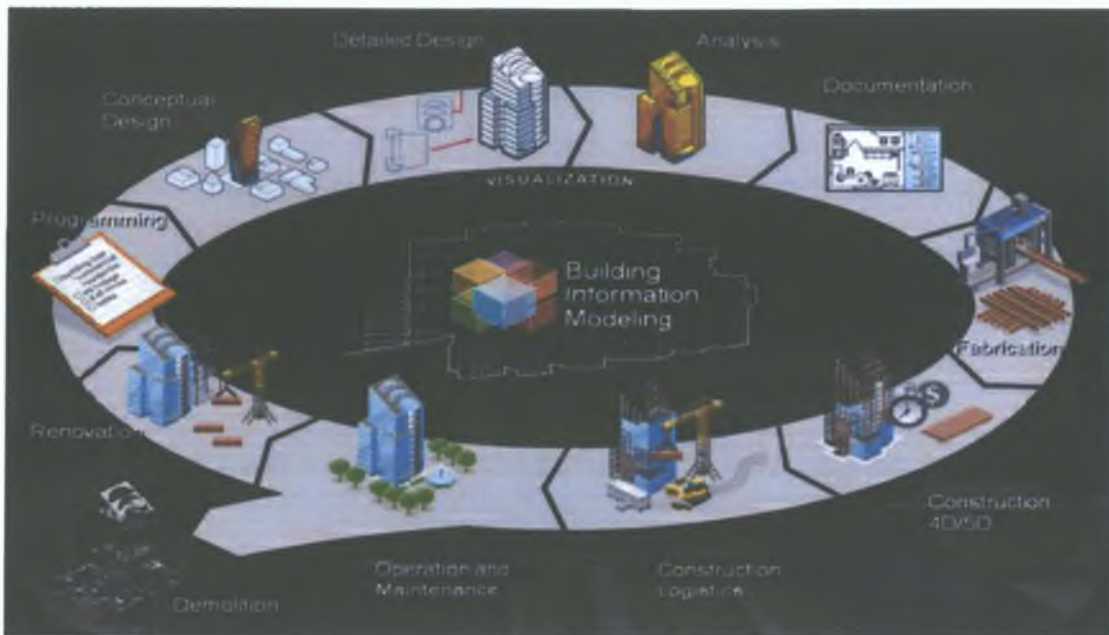 Detailed Design
Analysis
Conceptual
Design
Documentation
VISUALIZATION
Programming
Building
Information
Modeling
Fabrication
Renovation
Construction
4D/5D
Operation and
Maintenance
Construction
Logistics
Demolition